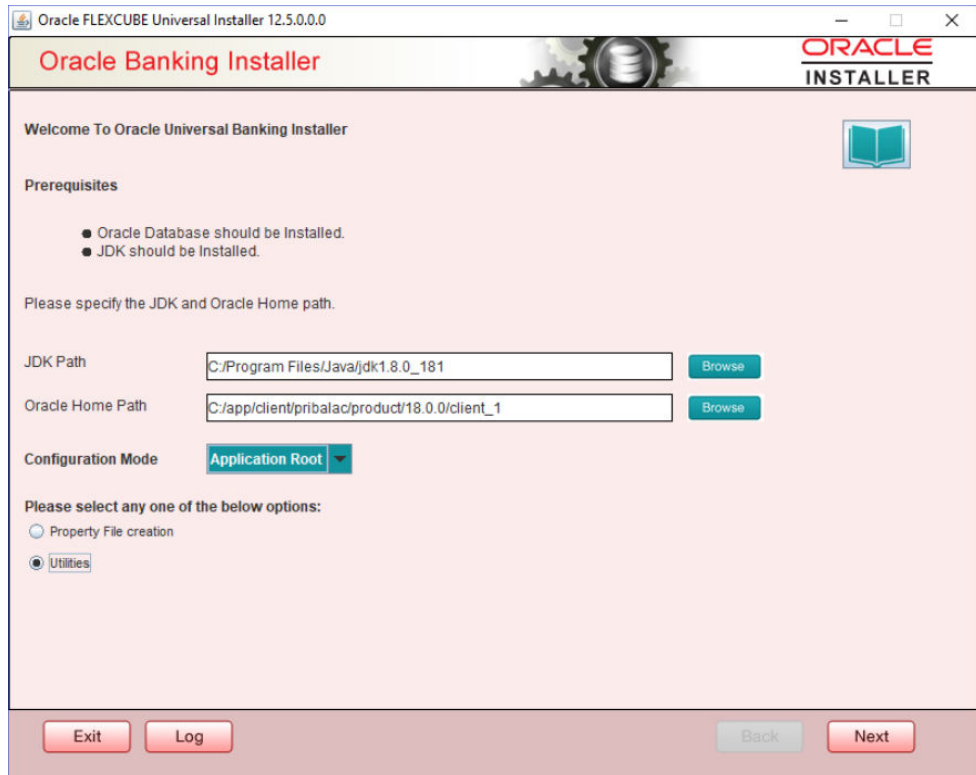 Oracle FLEXCUBE Universal Installer 12.5.0.0.0
Oracle Banking Installer
ORACLE
INSTALLER
Welcome To Oracle Universal Banking Installer
Prerequisites
Oracle Database should be Installed.
JDK should be Installed.
Please specify the JDK and Oracle Home path.
JDK Path
C:/Program Files/Java/jdk1.8.0_181
Browse
Oracle Home Path
C:/app/client/pribalac/product/18.0.0/client_1
Browse
Configuration Mode
Application Root
Please select any one of the below options:
Property File creation
Utilities
Exit
Log
Back
Next